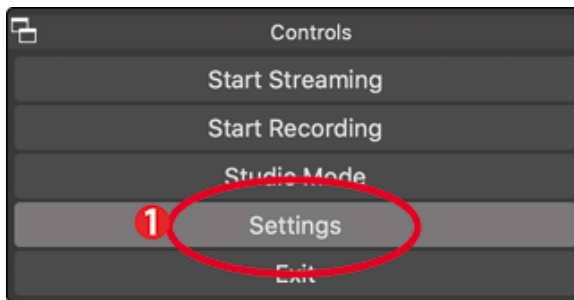 Controls
Start Streaming
Start Recording
Studio Mode
1
Settings
Exit